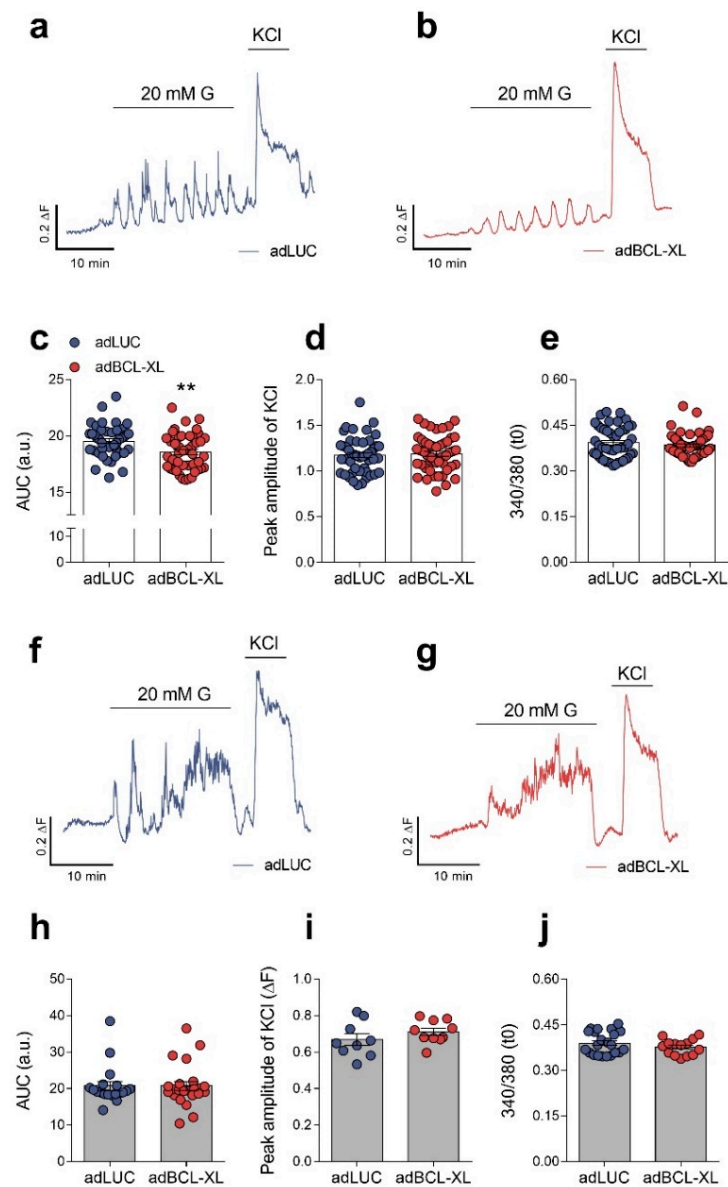 a
KCl
20 mM G
0.2 ΔF
10 min
adLUC
b
KCl
20 mM G
0.2 ΔF
10 min
adBCL-XL
c
adLUC
adBCL-XL
**
AUC (a.u.)
25
20
15
10
0
adLUC adBCL-XL
d
Peak amplitude of KCl
2.0
1.5
1.0
0.5
0.0
adLUC adBCL-XL
e
340/380 (t0)
0.60
0.45
0.30
0.15
0.00
adLUC adBCL-XL
f
KCl
20 mM G
0.2 ΔF
10 min
adLUC
g
KCl
20 mM G
0.2 ΔF
10 min
adBCL-XL
h
AUC (a.u.)
50
40
30
20
10
0
adLUC adBCL-XL
i
Peak amplitude of KCl (ΔF)
1.0
0.8
0.6
0.4
0.2
0.0
adLUC adBCL-XL
j
340/380 (t0)
0.60
0.45
0.30
0.15
0.00
adLUC adBCL-XL